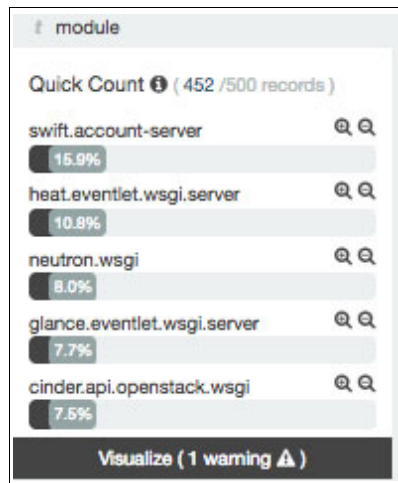 t module
Quick Count ( 452 /500 records )
swift.account-server
15.9%
heat.eventlet.wsgi.server
10.8%
neutron.wsgi
8.0%
glance.eventlet.wsgi.server
7.7%
cinder.api.openstack.wsgi
7.5%
Visualize ( 1 warning )